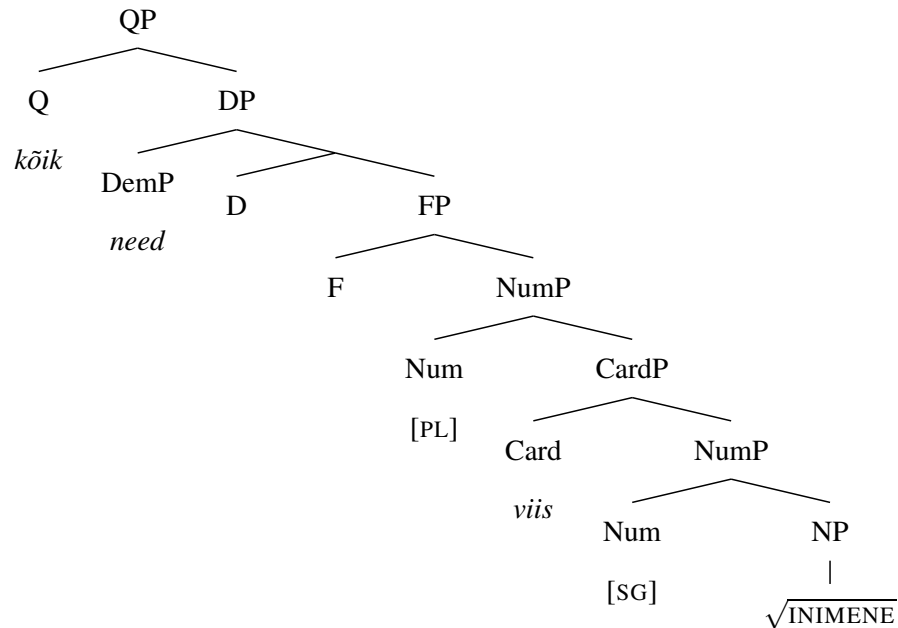 QP
Q DP
kõik
DemP D FP
need
F NumP
Num CardP
[PL]
Card NumP
viis
Num NP
[SG]
√INIMENE